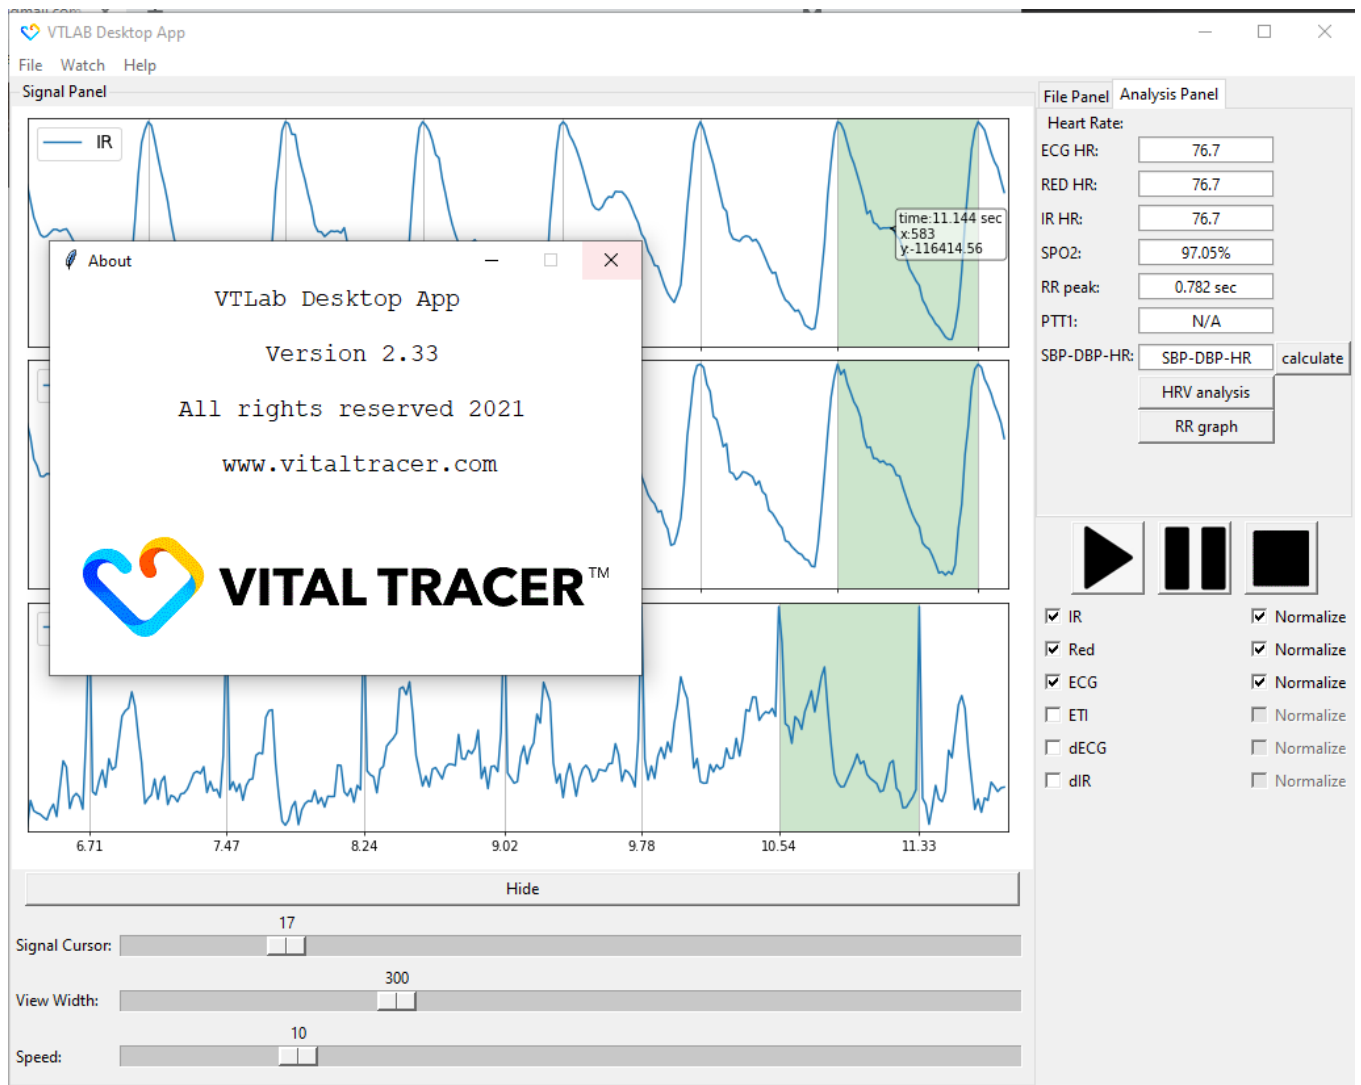 VTLAB Desktop App
File Watch Help
Signal Panel
IR
time:11.144 sec
x:583
y:-116414.56
About
VTLab Desktop App
Version 2.33
All rights reserved 2021
www.vitaltracer.com
VITAL TRACER™
6.71 7.47 8.24 9.02 9.78 10.54 11.33
Hide
17
Signal Cursor:
300
View Width:
10
Speed:
File Panel Analysis Panel
Heart Rate:
ECG HR: 76.7
RED HR: 76.7
IR HR: 76.7
SPO2: 97.05%
RR peak: 0.782 sec
PTT1: N/A
SBP-DBP-HR: SBP-DBP-HR calculate
HRV analysis
RR graph
IR Normalize
Red Normalize
ECG Normalize
ETI Normalize
dECG Normalize
dIR Normalize